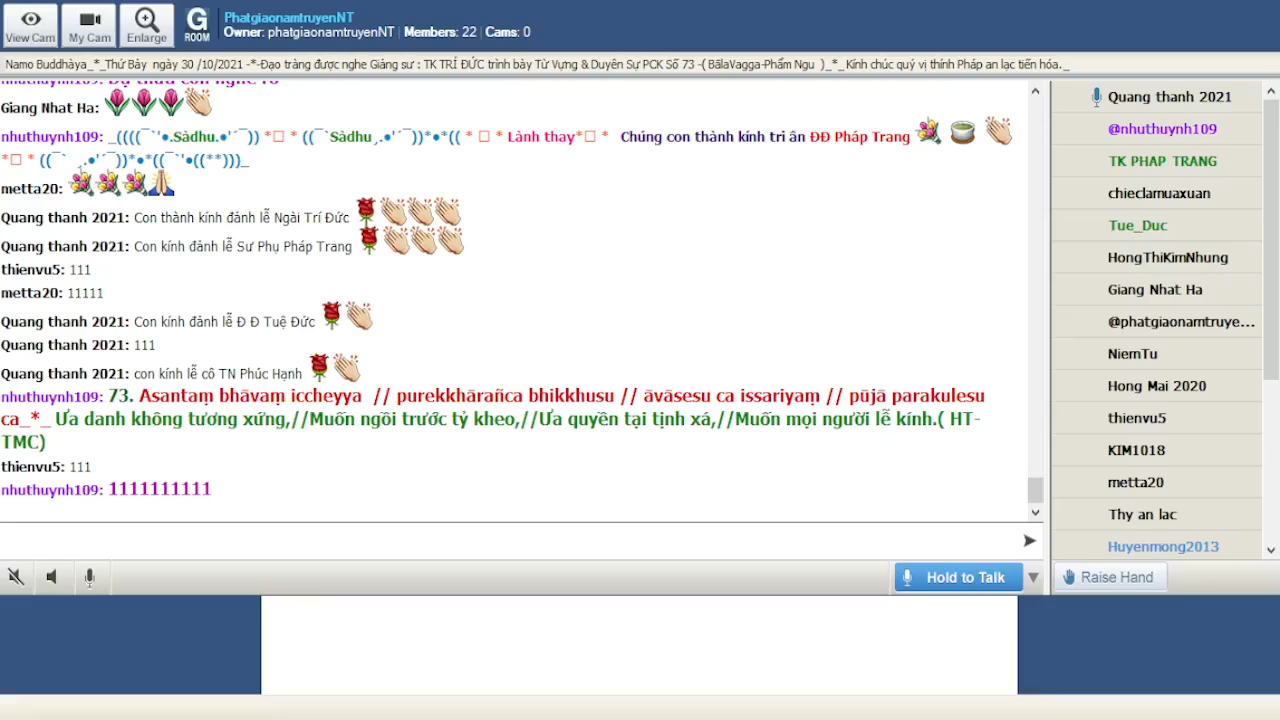 View Cam
My Cam
Enlarge
G
ROOM
PhatgiaonamtruyenNT
Owner: phatgiaonamtruyenNT | Members: 22 | Cams: 0
Namo Buddhàya_*_Thứ Bảy ngày 30 /10/2021 -*-Đạo tràng được nghe Giảng sư : TK TRÍ ĐỨC trình bày Từ Vựng & Duyên Sự PCK Số 73 -( BãlaVagga-Phẩm Ngu )_*_ Kính chúc quý vị thính Pháp an lạc tiến hóa._
Giang Nhat Ha:
nhuthuynh109: _((((¯`'•.Sàdhu.•'´¯)) *□ * ((¯`Sàdhu¸.•'´¯))*•*(( * □ * Lành thay*□ * Chúng con thành kính tri ân ĐĐ Pháp Trang
*□ * ((¯` ¸.•'´¯))*•*((¯`'•((**)))_
metta20:
Quang thanh 2021: Con thành kính đảnh lễ Ngài Trí Đức
Quang thanh 2021: Con kính đảnh lễ Sư Phụ Pháp Trang
thienvu5: 111
metta20: 11111
Quang thanh 2021: Con kính đảnh lễ Đ Đ Tuệ Đức
Quang thanh 2021: 111
Quang thanh 2021: con kính lễ cô TN Phúc Hạnh
nhuthuynh109: 73. Asantaṃ bhāvaṃ iccheyya // purekkhārañca bhikkhusu // āvāsesu ca issariyaṃ // pūjā parakulesu
ca_*_ Ưa danh không tương xứng,//Muốn ngồi trước tỷ kheo,//Ưa quyền tại tịnh xá,//Muốn mọi người lễ kính.( HT-
TMC)
thienvu5: 111
nhuthuynh109: 1111111111
Hold to Talk
Quang thanh 2021
@nhuthuynh109
TK PHAP TRANG
chieclamuaxuan
Tue_Duc
HongThiKimNhung
Giang Nhat Ha
@phatgiaonamtruye...
NiemTu
Hong Mai 2020
thienvu5
KIM1018
metta20
Thy an lac
Huyenmong2013
Raise Hand